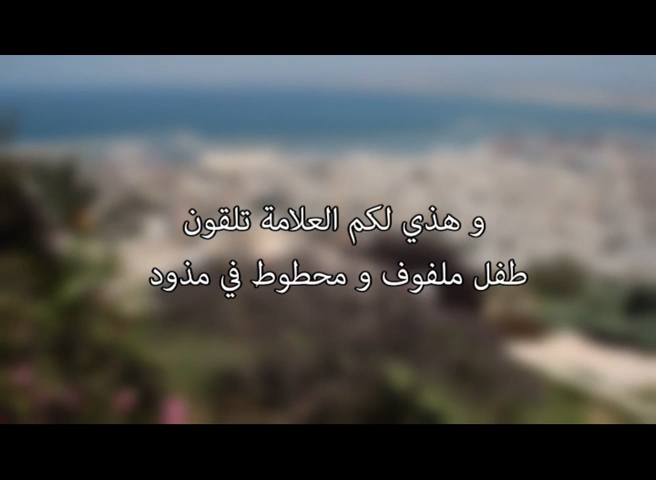 و هذي لكم العلامة تلقون
طفل ملفوف و محطوط في مذود